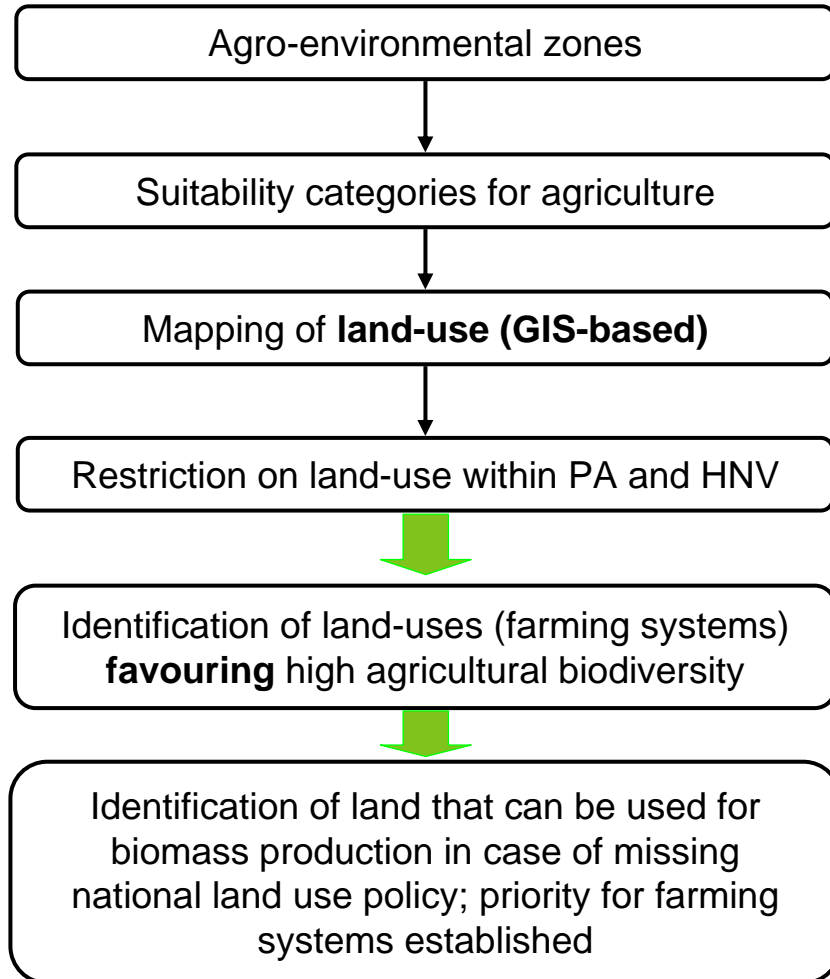 Agro-environmental zones
Suitability categories for agriculture
Mapping of land-use (GIS-based)
Restriction on land-use within PA and HNV
Identification of land-uses (farming systems)
favouring high agricultural biodiversity
Identification of land that can be used for
biomass production in case of missing
national land use policy; priority for farming
systems established